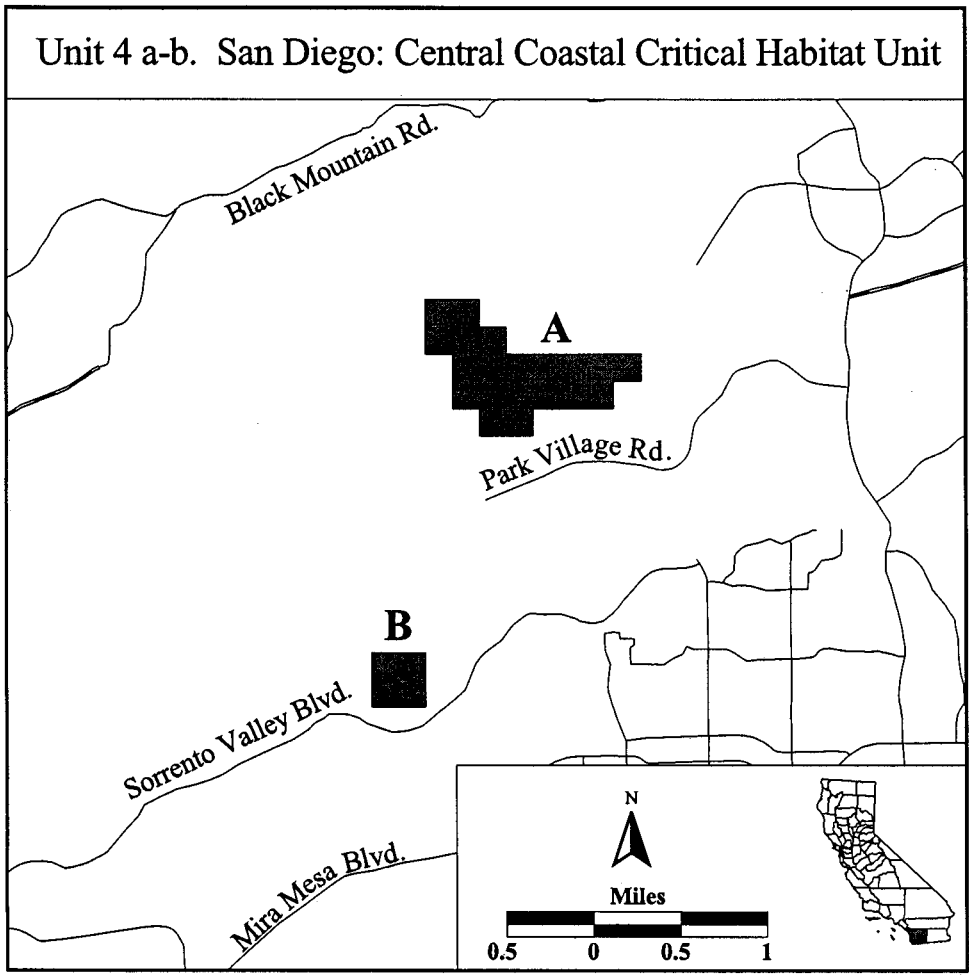 Unit 4 a-b. San Diego: Central Coastal Critical Habitat Unit
Black Mountain Rd.
A
Park Village Rd.
B
Sorrento Valley Blvd.
Mira Mesa Blvd.
N
Miles
0.5 0 0.5 1